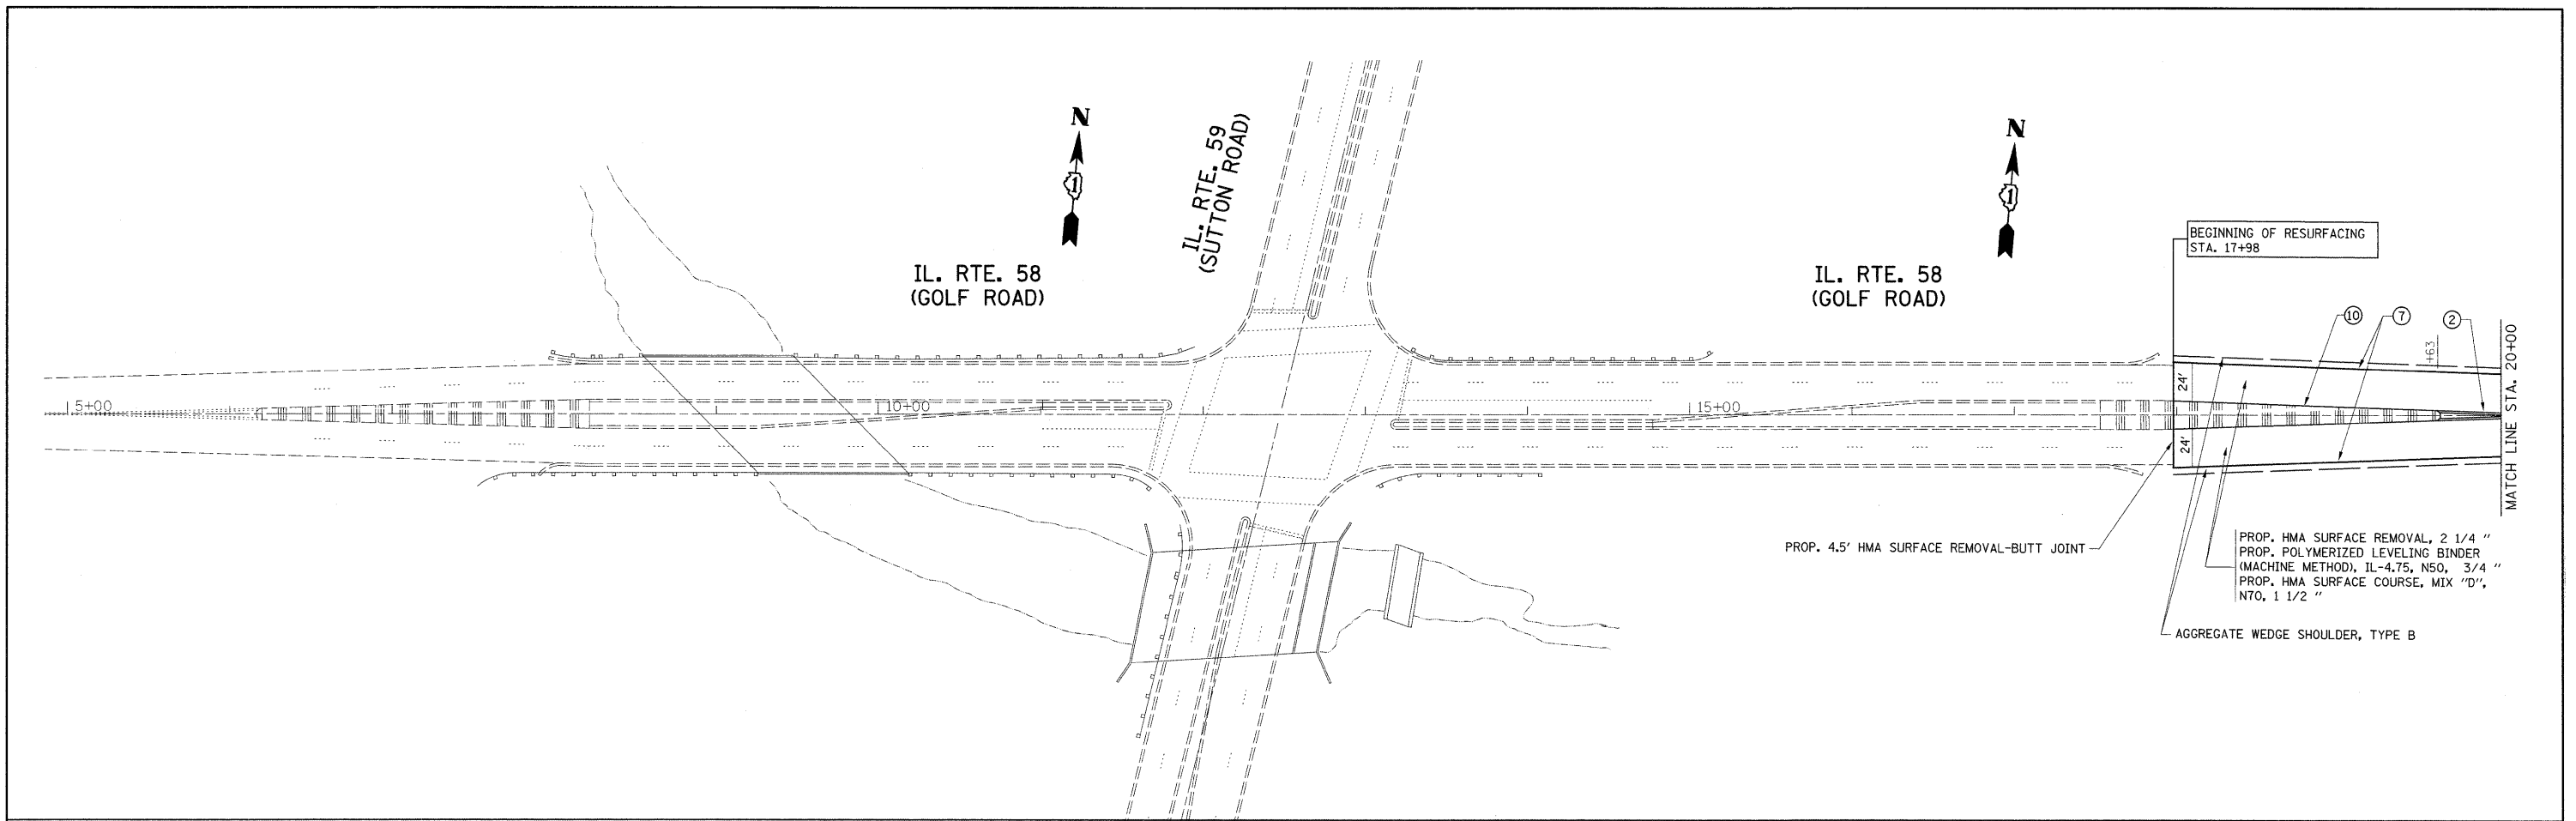 N
1
IL. RTE. 59
(SUTTON ROAD)
IL. RTE. 58
(GOLF ROAD)
N
1
IL. RTE. 58
(GOLF ROAD)
BEGINNING OF RESURFACING
STA. 17+98
10
7
2
+63
MATCH LINE STA. 20+00
24'
24'
5+00
10+00
15+00
PROP. 4.5' HMA SURFACE REMOVAL-BUTT JOINT
PROP. HMA SURFACE REMOVAL, 2 1/4 "
PROP. POLYMERIZED LEVELING BINDER
(MACHINE METHOD), IL-4.75, N50, 3/4 "
PROP. HMA SURFACE COURSE, MIX "D",
N70, 1 1/2 "
AGGREGATE WEDGE SHOULDER, TYPE B